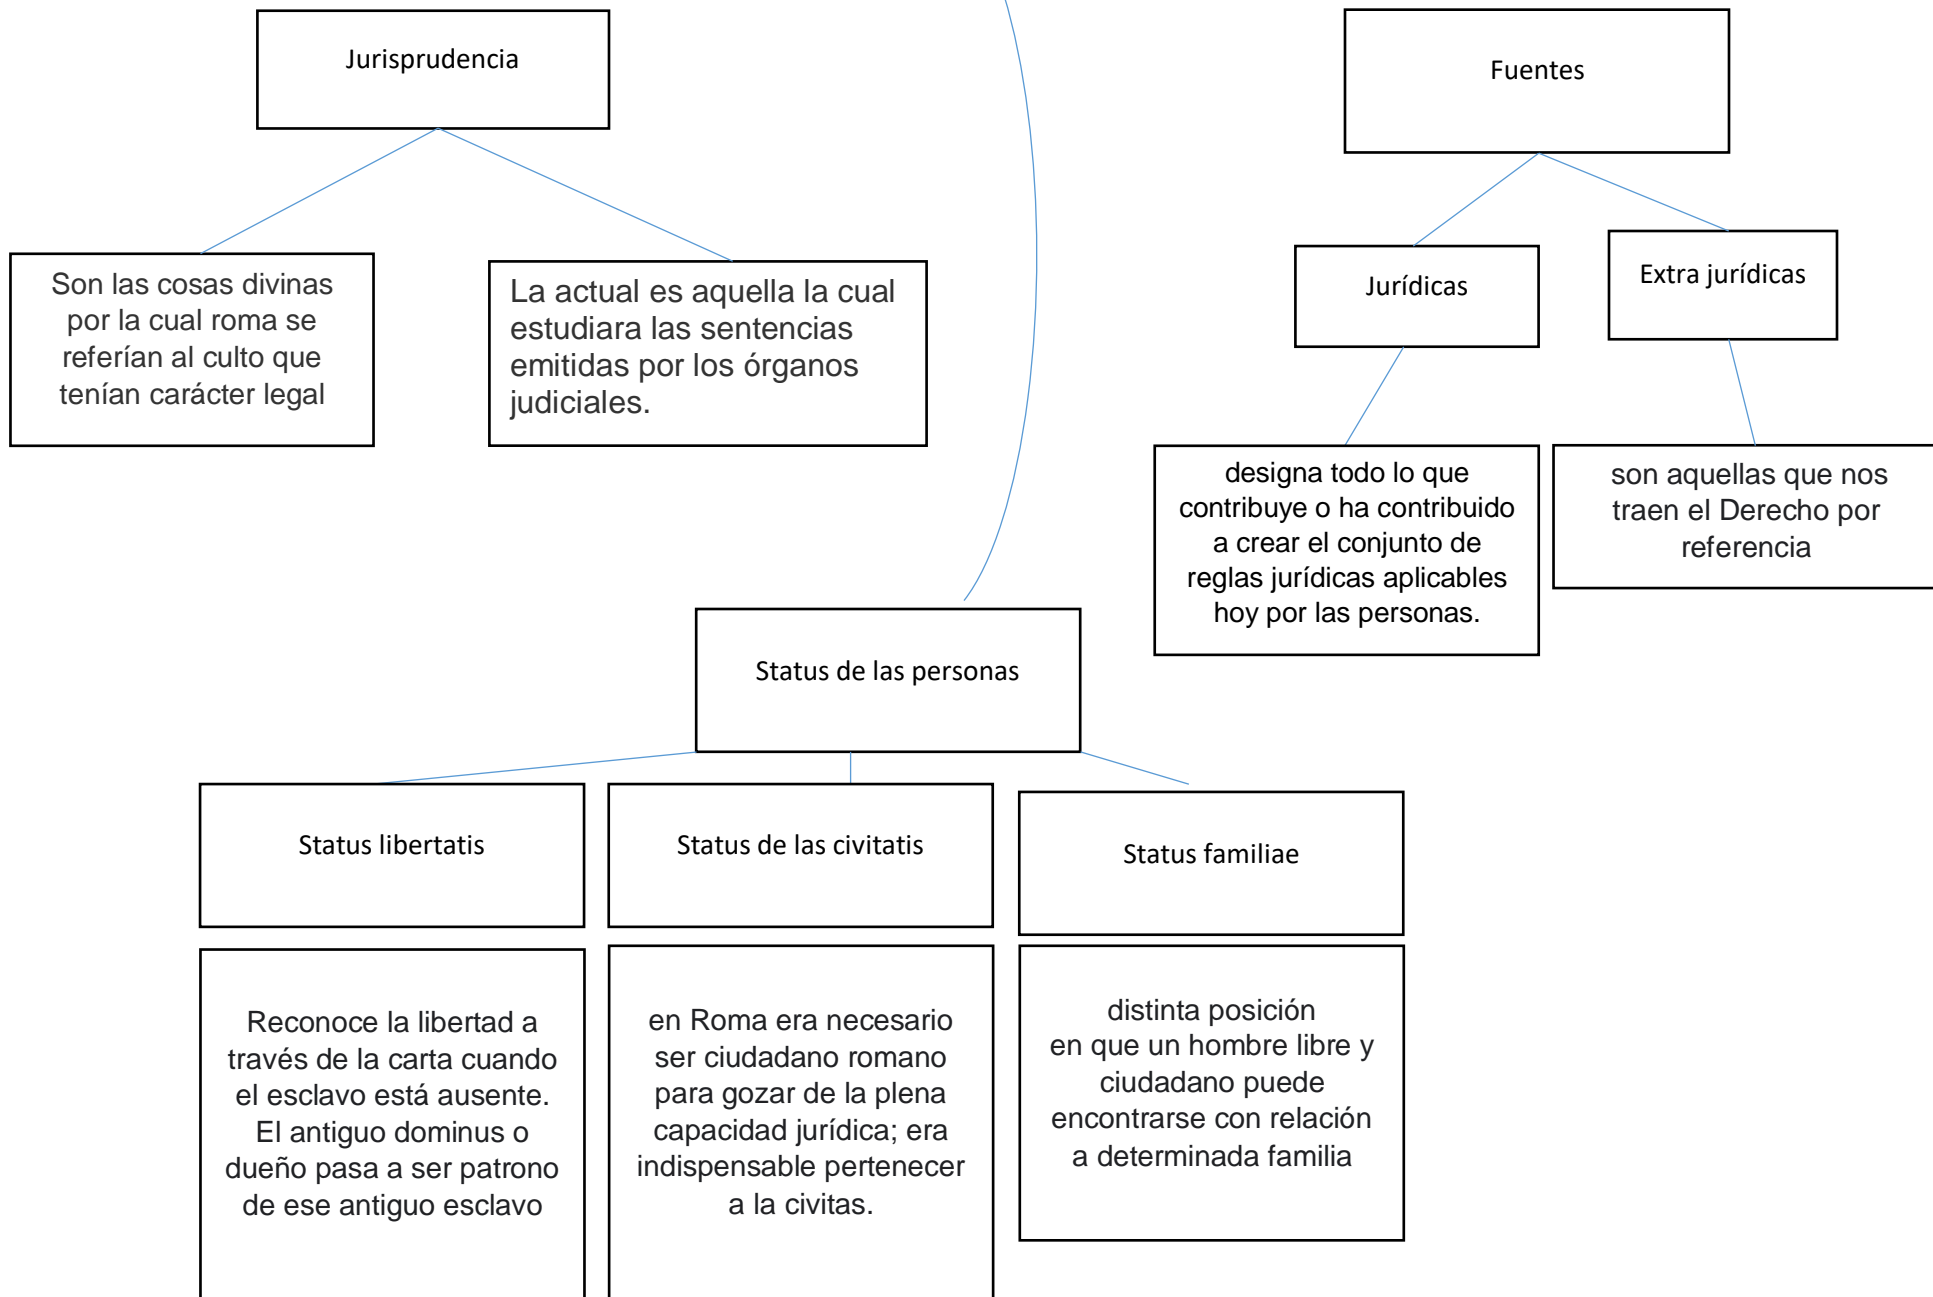 Jurisprudencia
Son las cosas divinas
por la cual roma se
referían al culto que
tenían carácter legal
La actual es aquella la cual
estudiara las sentencias
emitidas por los órganos
judiciales.
Fuentes
Jurídicas
Extra jurídicas
designa todo lo que
contribuye o ha contribuido
a crear el conjunto de
reglas jurídicas aplicables
hoy por las personas.
son aquellas que nos
traen el Derecho por
referencia
Status de las personas
Status libertatis
Status de las civitatis
Status familiae
Reconoce la libertad a
través de la carta cuando
el esclavo está ausente.
El antiguo dominus o
dueño pasa a ser patrono
de ese antiguo esclavo
en Roma era necesario
ser ciudadano romano
para gozar de la plena
capacidad jurídica; era
indispensable pertenecer
a la civitas.
distinta posición
en que un hombre libre y
ciudadano puede
encontrarse con relación
a determinada familia